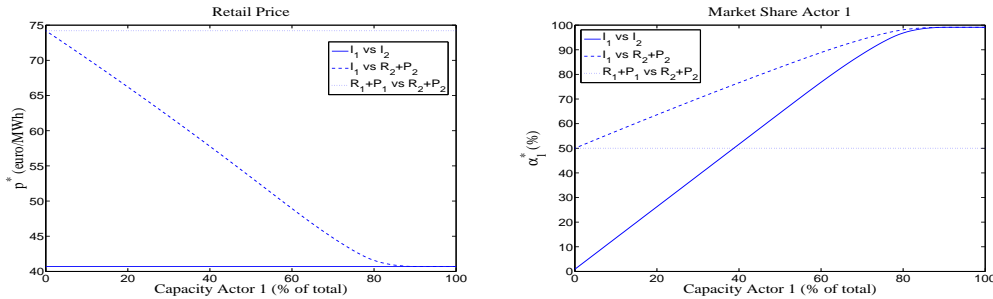 Retail Price
75
70
65
60
55
50
45
40
p* (euro/MWh)
0 20 40 60 80 100
Capacity Actor 1 (% of total)
I₁ vs I₂
I₁ vs R₂+P₂
R₁+P₁ vs R₂+P₂
Market Share Actor 1
100
90
80
70
60
50
40
30
20
10
0
α₁* (%)
0 20 40 60 80 100
Capacity Actor 1 (% of total)
I₁ vs I₂
I₁ vs R₂+P₂
R₁+P₁ vs R₂+P₂